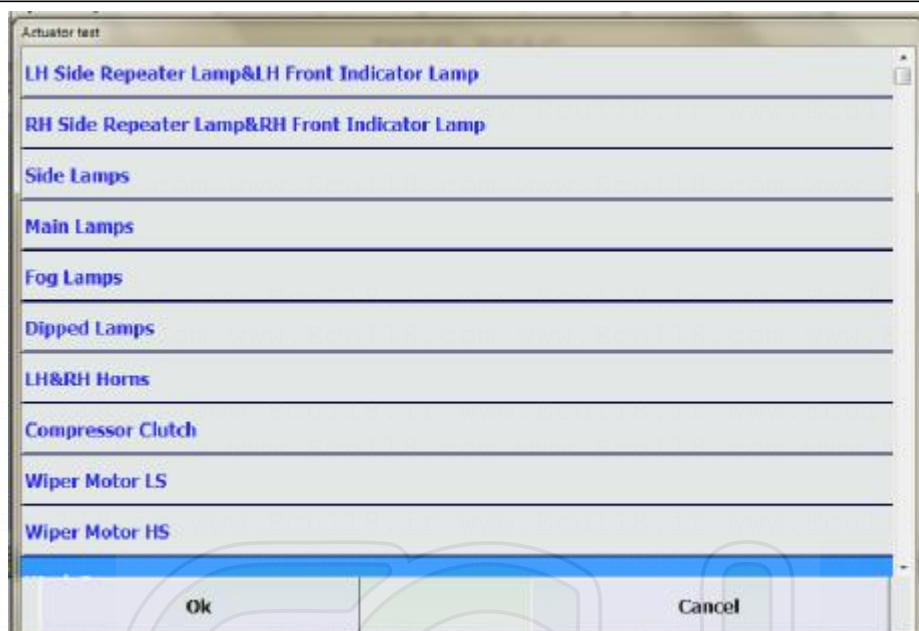 Actuator test
LH Side Repeater Lamp&LH Front Indicator Lamp
RH Side Repeater Lamp&RH Front Indicator Lamp
Side Lamps
Main Lamps
Fog Lamps
Dipped Lamps
LH&RH Horns
Compressor Clutch
Wiper Motor LS
Wiper Motor HS
Ok
Cancel